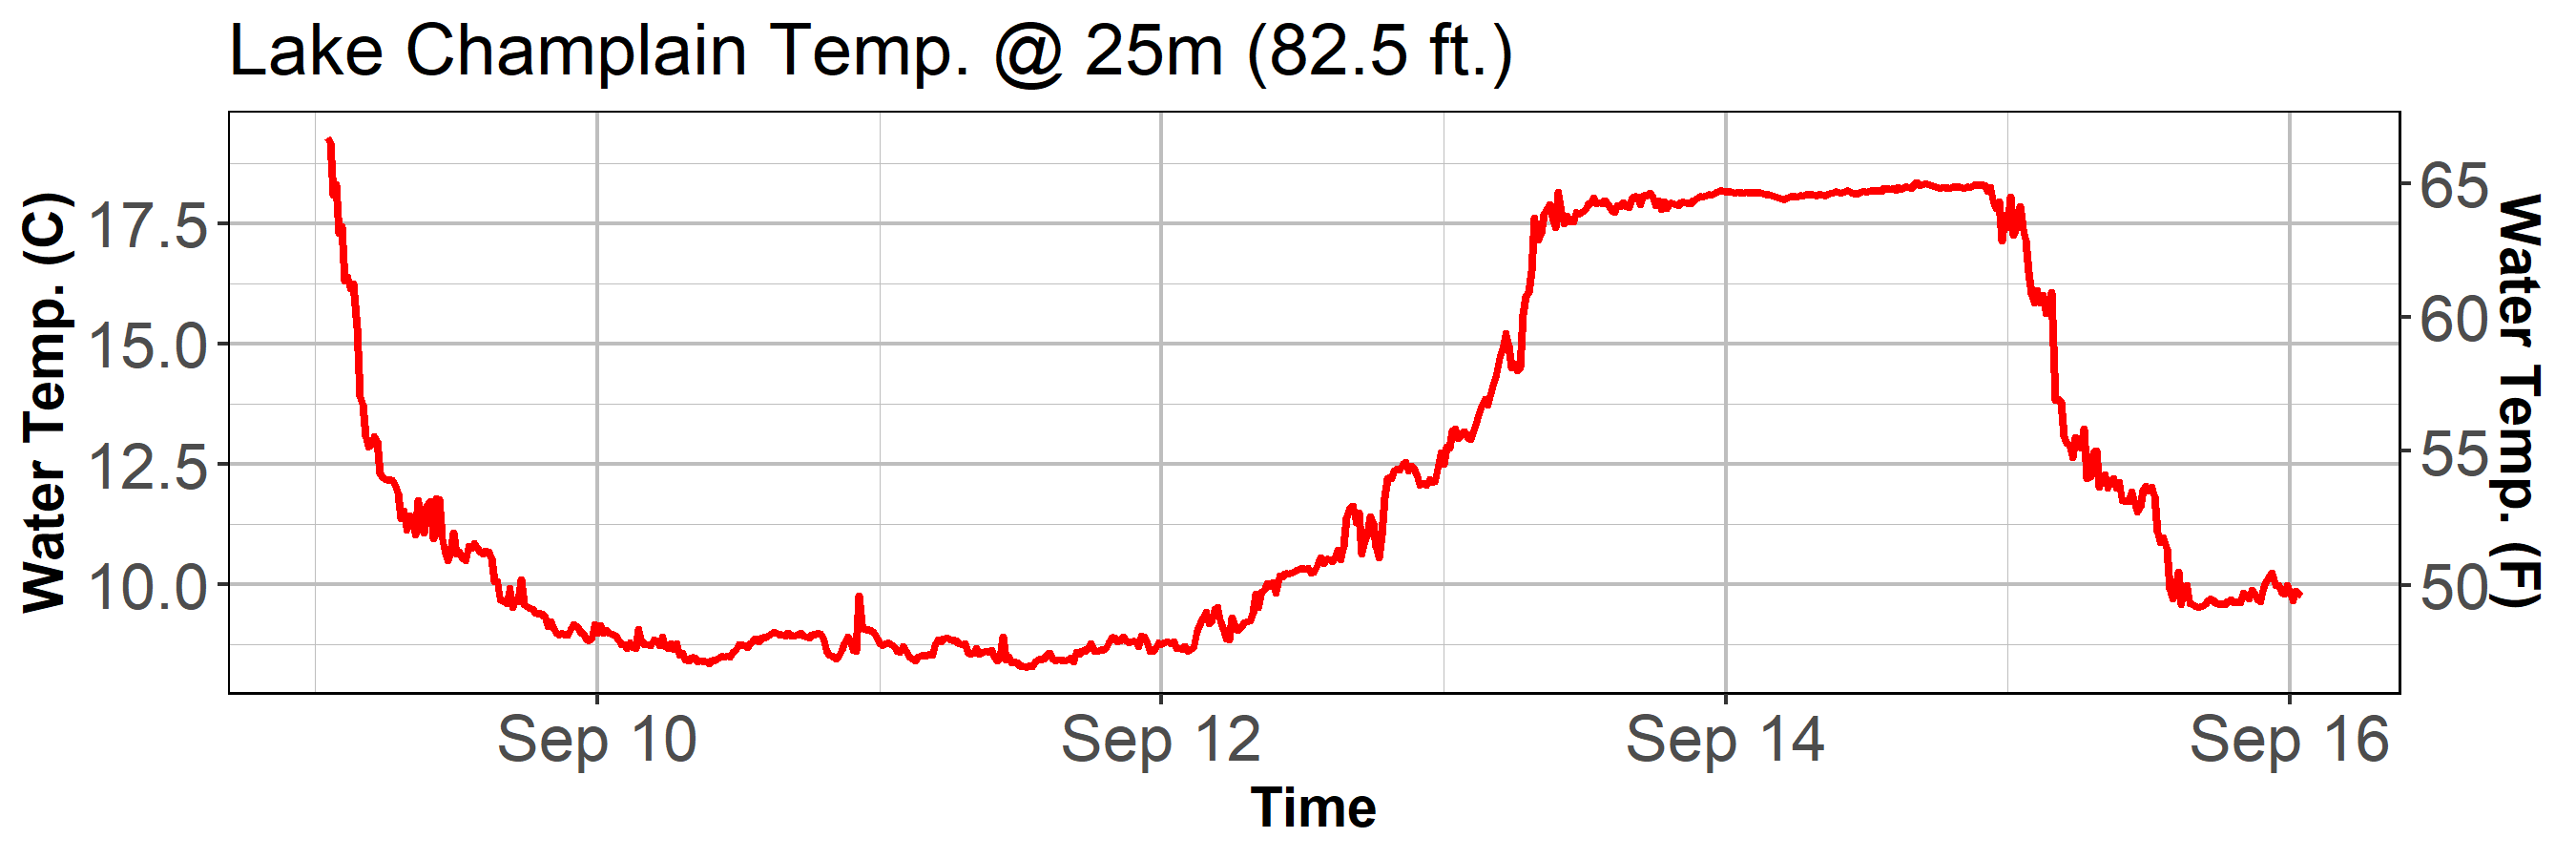 Lake Champlain Temp. @ 25m (82.5 ft.)
Water Temp. (C)
17.5
15.0
12.5
10.0
65
60
55
50
Water Temp. (F)
Sep 10 Sep 12 Sep 14 Sep 16
Time